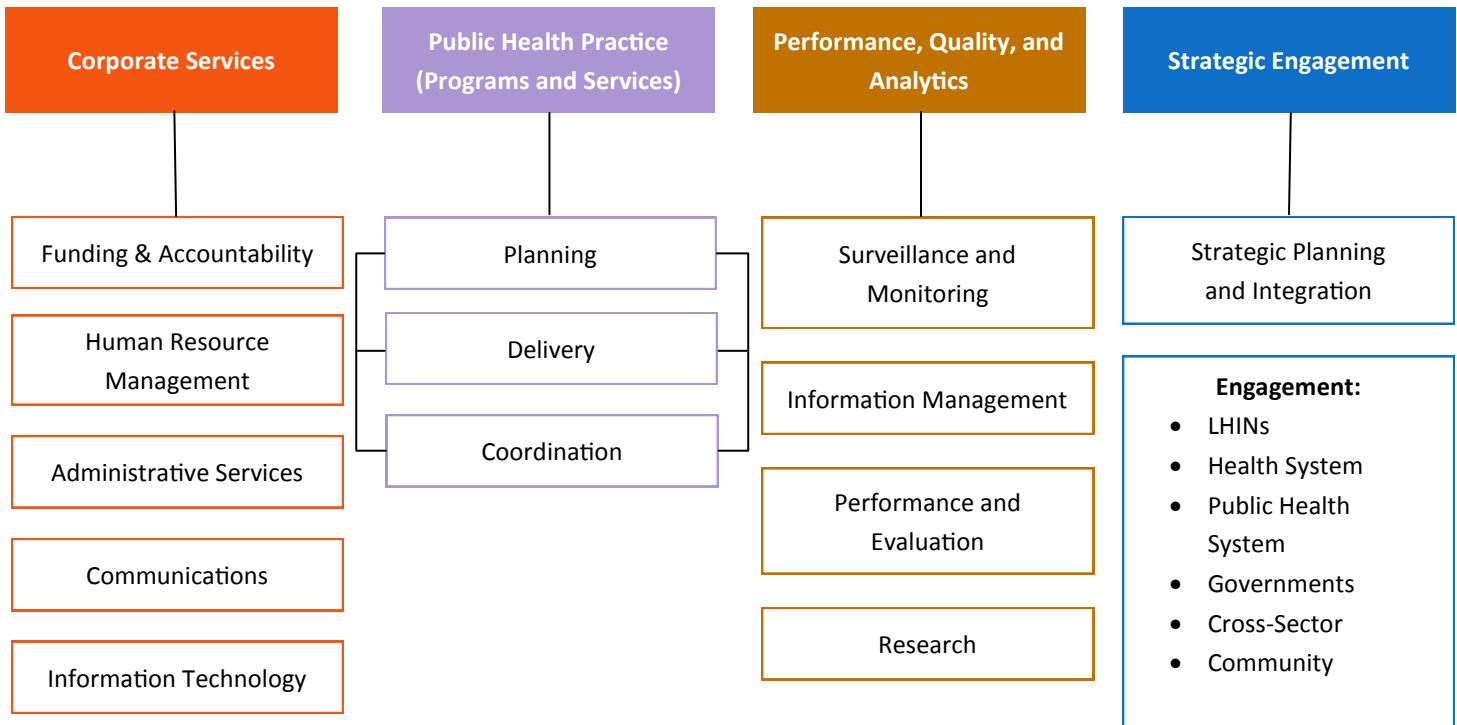 Corporate Services
Funding & Accountability
Human Resource
Management
Administrative Services
Communications
Information Technology
Public Health Practice
(Programs and Services)
Planning
Delivery
Coordination
Performance, Quality, and
Analytics
Surveillance and
Monitoring
Information Management
Performance and
Evaluation
Research
Strategic Engagement
Strategic Planning
and Integration
Engagement:
• LHINs
• Health System
• Public Health
System
• Governments
• Cross-Sector
• Community